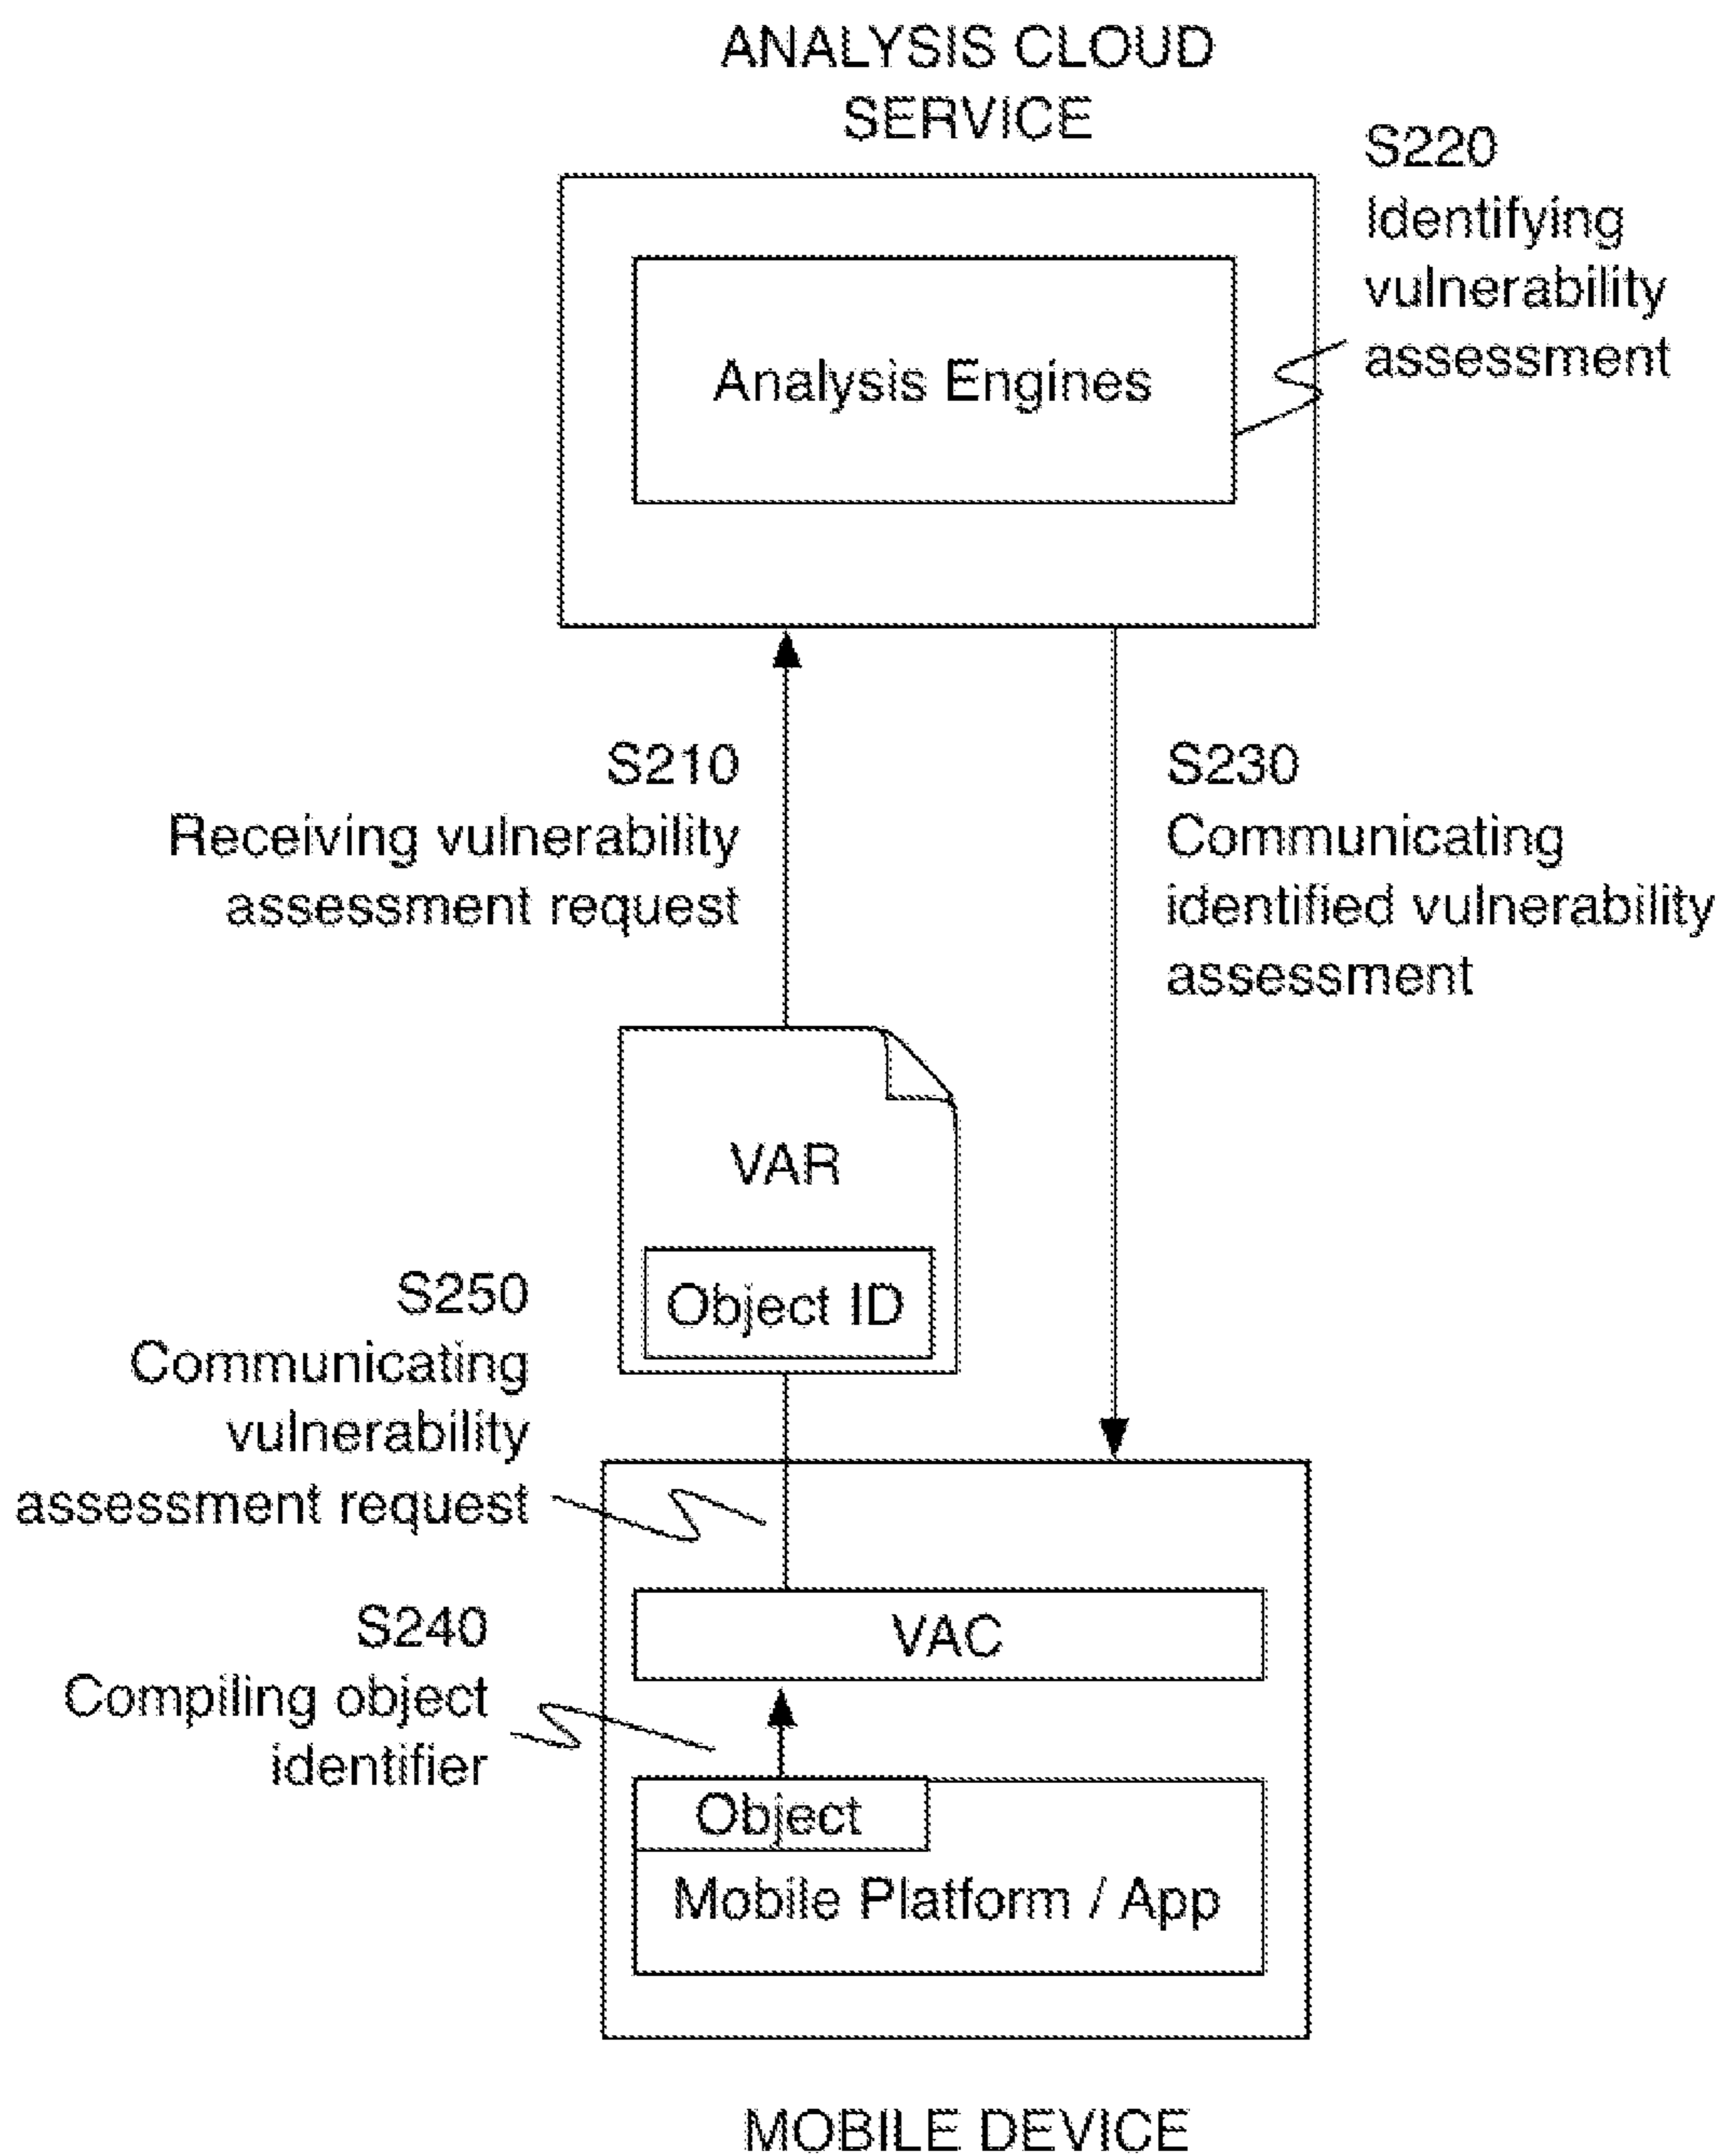 ANALYSIS CLOUD
SERVICE
S220
Identifying
vulnerability
assessment
Analysis Engines
S210
Receiving vulnerability
assessment request
S230
Communicating
identified vulnerability
assessment
VAR
Object ID
S250
Communicating
vulnerability
assessment request
VAC
S240
Compiling object
identifier
Object
Mobile Platform / App
MOBILE DEVICE